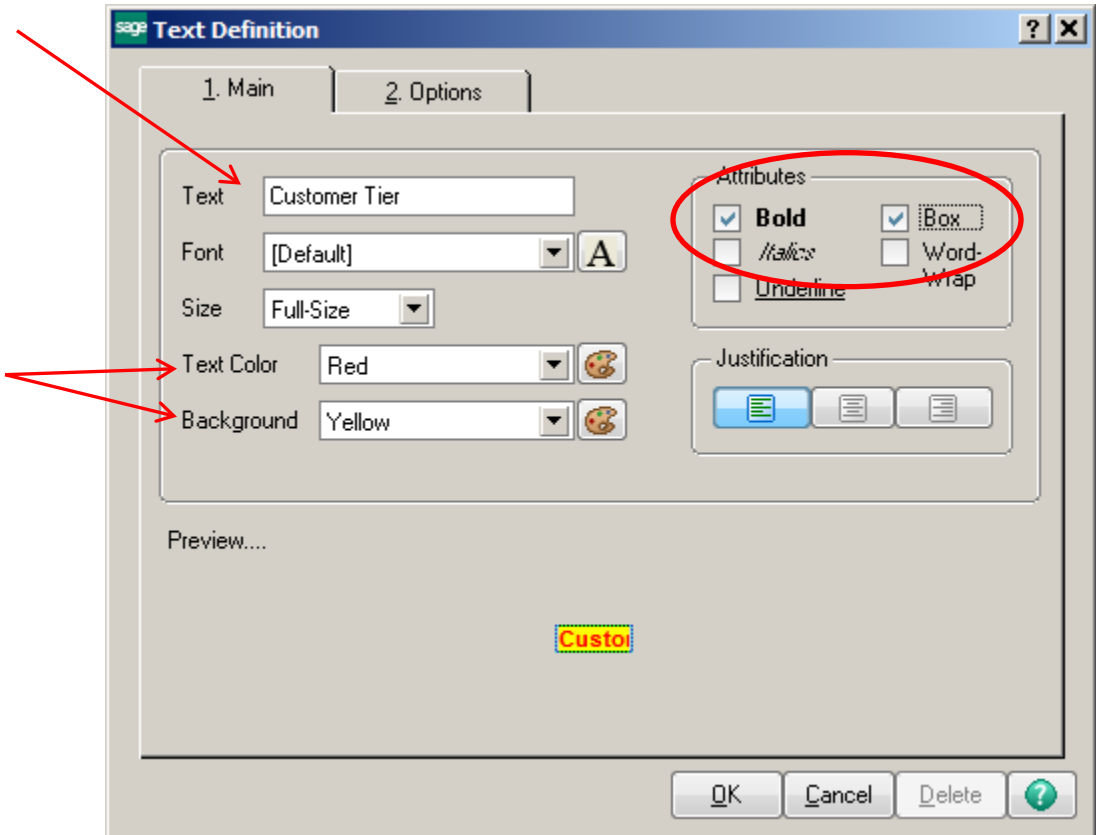 sage Text Definition
1. Main
2. Options
Text Customer Tier
Font [Default] A
Size Full-Size
Text Color Red
Background Yellow
Attributes
Bold Box
Italics Word-Wrap
Underline
Justification
Preview....
Custo
OK Cancel Delete ?